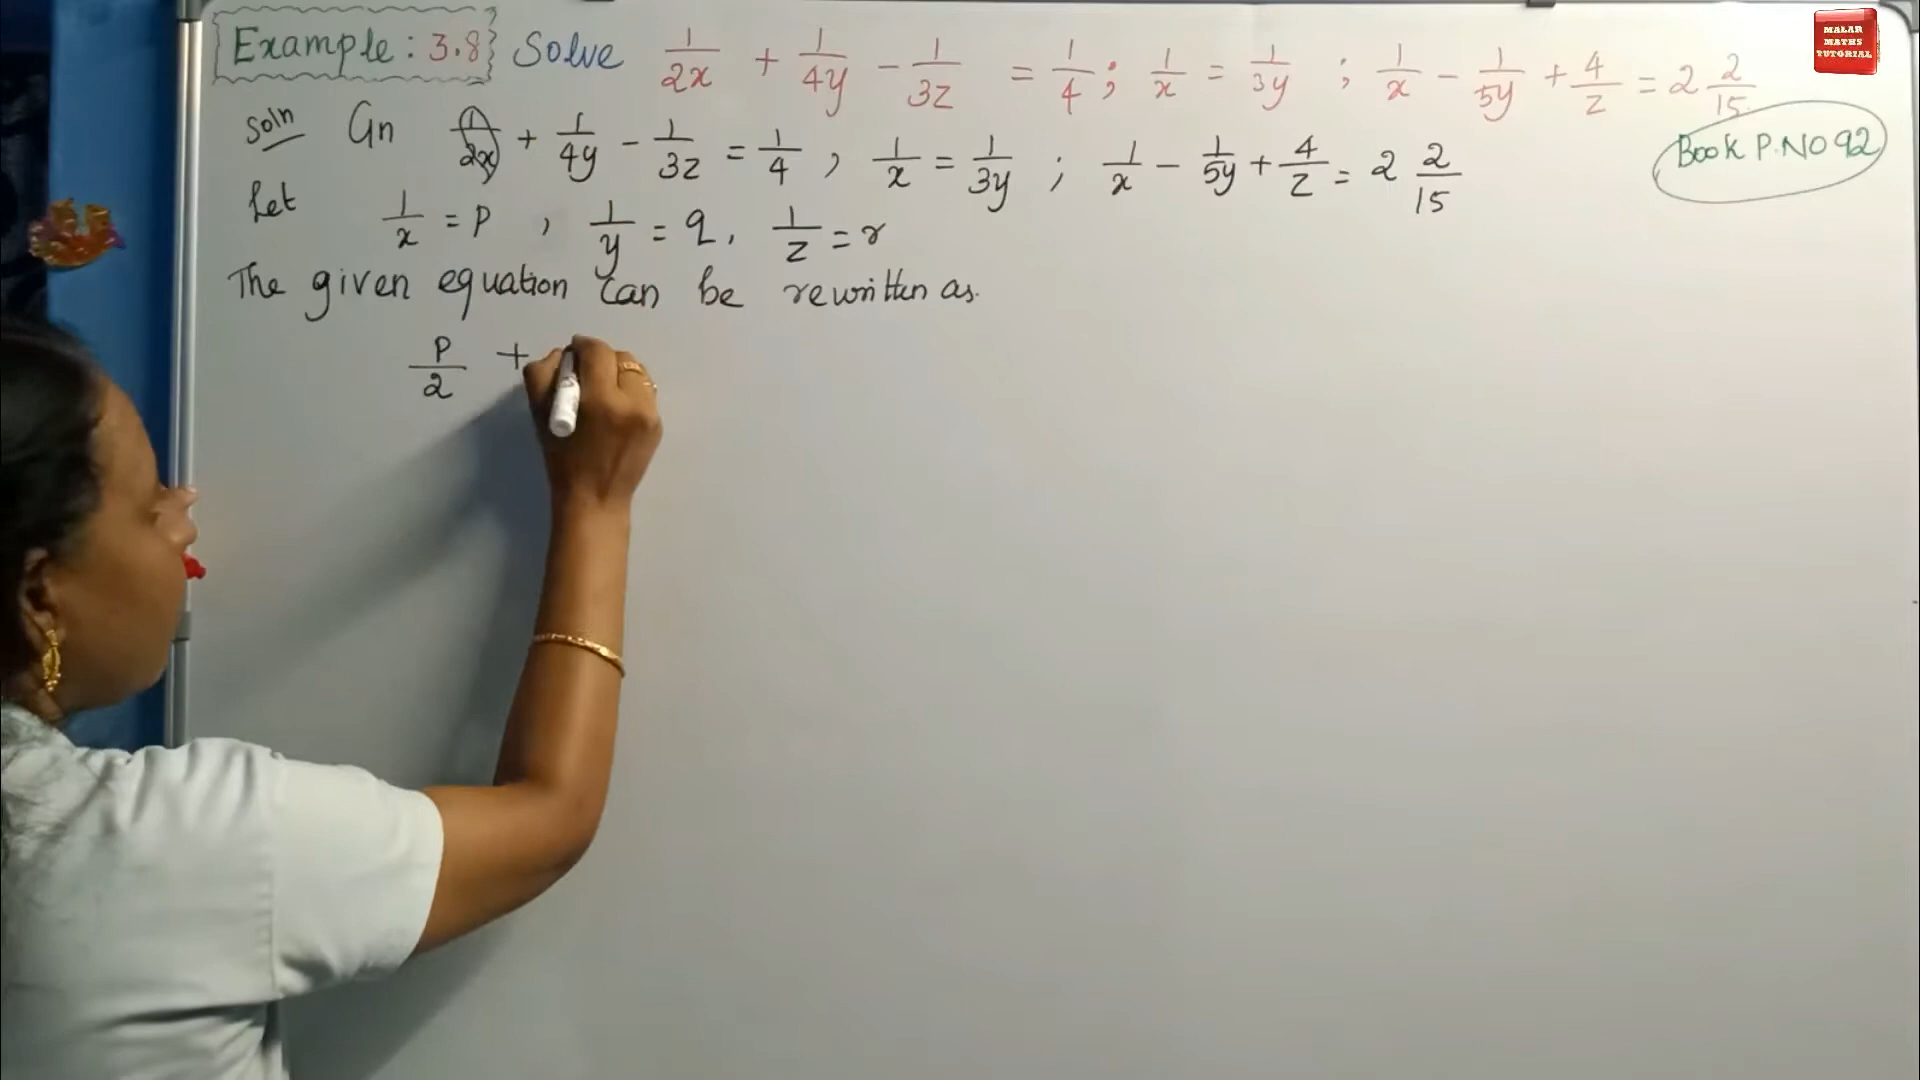 Example: 3.8 Solve 1/2x + 1/4y - 1/3z = 1/4 ; 1/x = 1/3y ; 1/x - 1/5y + 4/z = 2 2/15
Soln Gn 1/2x + 1/4y - 1/3z = 1/4 , 1/x = 1/3y ; 1/x - 1/5y + 4/z = 2 2/15
Book P.NO 92
Let 1/x = p , 1/y = q, 1/z = r
The given equation can be rewritten as.
P/2 +
MALAR
MATHS
TUTORIAL